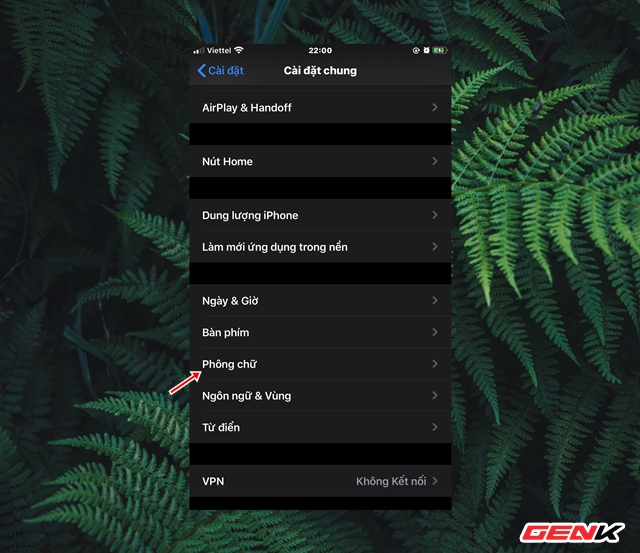 Viettel 22:00
Cài đặt Cài đặt chung
AirPlay & Handoff
Nút Home
Dung lượng iPhone
Làm mới ứng dụng trong nền
Ngày & Giờ
Bàn phím
Phông chữ
Ngôn ngữ & Vùng
Từ điển
VPN Không Kết nối
GENK